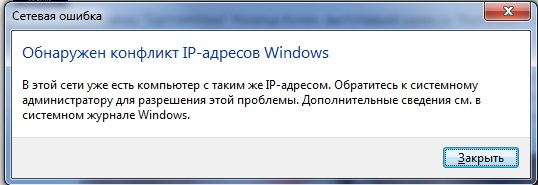 Сетевая ошибка
Обнаружен конфликт IP-адресов Windows
В этой сети уже есть компьютер с таким же IP-адресом. Обратитесь к системному
администратору для разрешения этой проблемы. Дополнительные сведения см. в
системном журнале Windows.
Закрыть